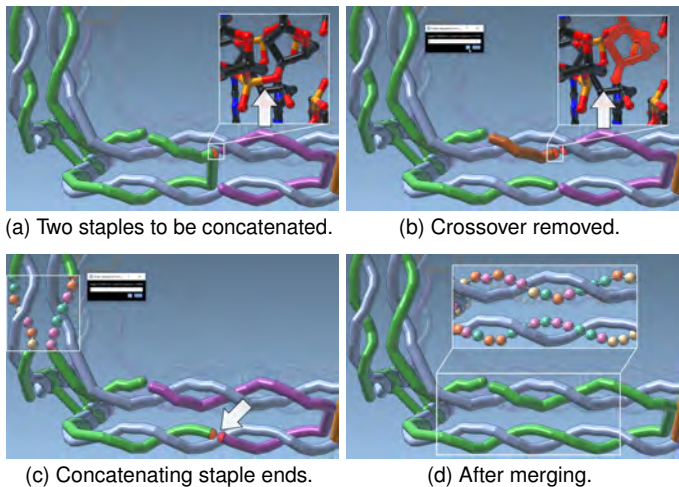 (a) Two staples to be concatenated.
(b) Crossover removed.
(c) Concatenating staple ends.
(d) After merging.